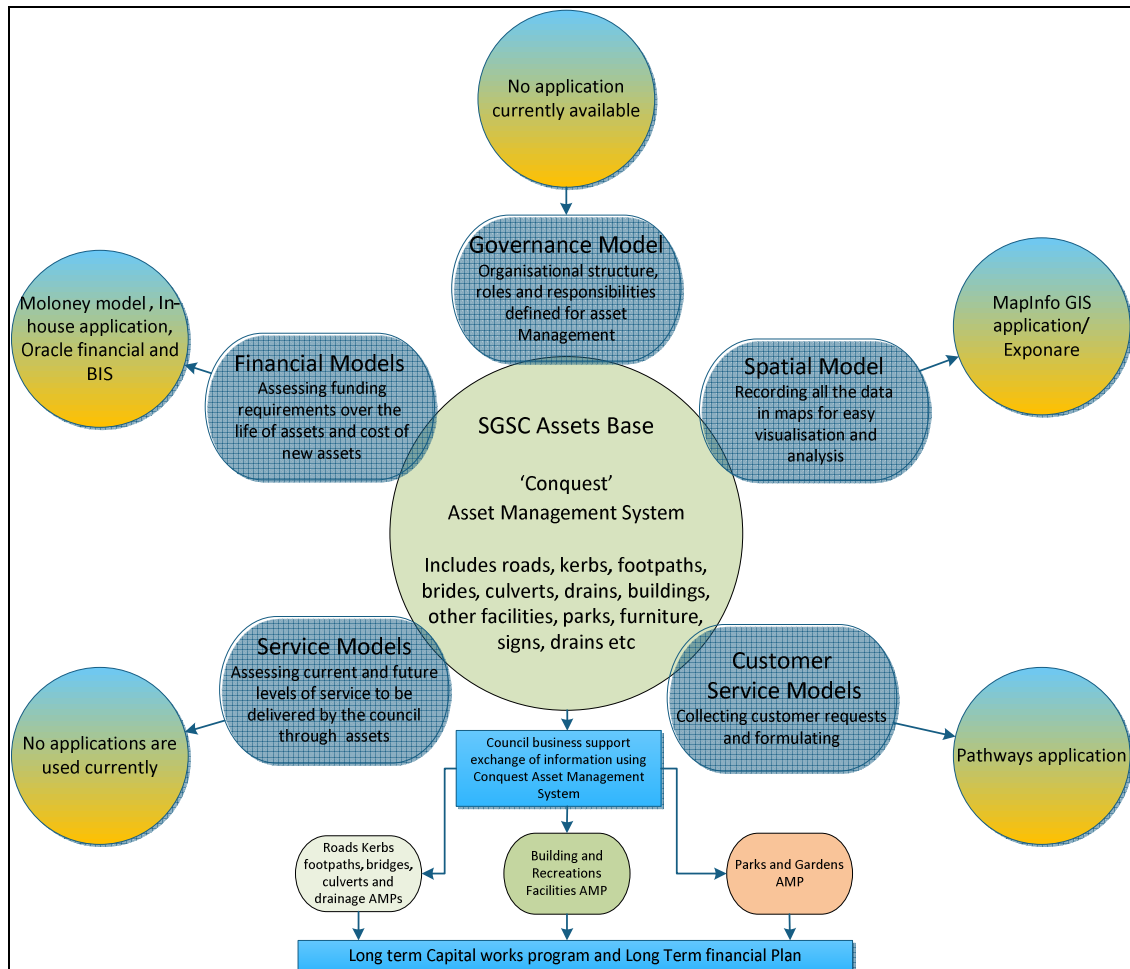 No application
currently available
Governance Model
Organisational structure,
roles and responsibilities
defined for asset
Management
Moloney model , In-
house application,
Oracle financial and
BIS
Financial Models
Assessing funding
requirements over the
life of assets and cost of
new assets
Spatial Model
Recording all the data
in maps for easy
visualisation and
analysis
MapInfo GIS
application/
Exponare
SGSC Assets Base
‘Conquest’
Asset Management System
Includes roads, kerbs, footpaths,
brides, culverts, drains, buildings,
other facilities, parks, furniture,
signs, drains etc
Service Models
Assessing current and future
levels of service to be
delivered by the council
through assets
No applications are
used currently
Customer
Service Models
Collecting customer requests
and formulating
Pathways application
Council business support
exchange of information using
Conquest Asset Management
System
Roads Kerbs
footpaths, bridges,
culverts and
drainage AMPs
Building and
Recreations
Facilities AMP
Parks and Gardens
AMP
Long term Capital works program and Long Term financial Plan